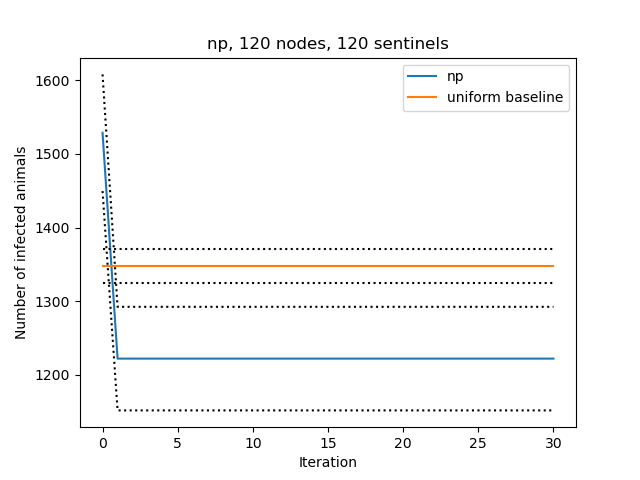 np, 120 nodes, 120 sentinels
np
uniform baseline
Number of infected animals
1600
1500
1400
1300
1200
0 5 10 15 20 25 30
Iteration